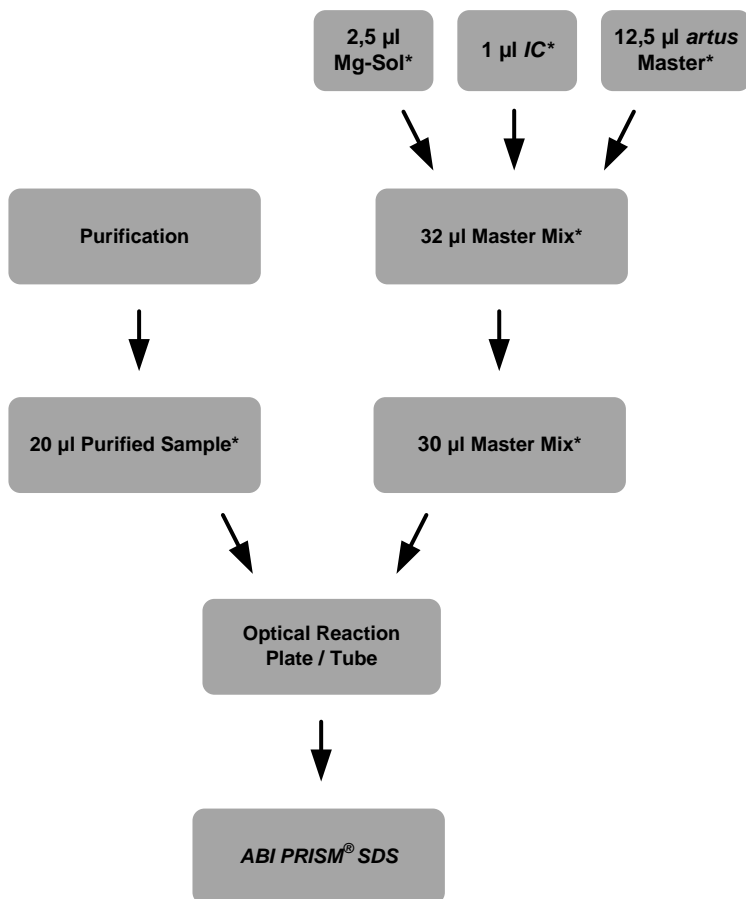 2,5 µl
Mg-Sol*
1 µl IC*
12,5 µl artus
Master*
Purification
32 µl Master Mix*
20 µl Purified Sample*
30 µl Master Mix*
Optical Reaction
Plate / Tube
ABI PRISM® SDS